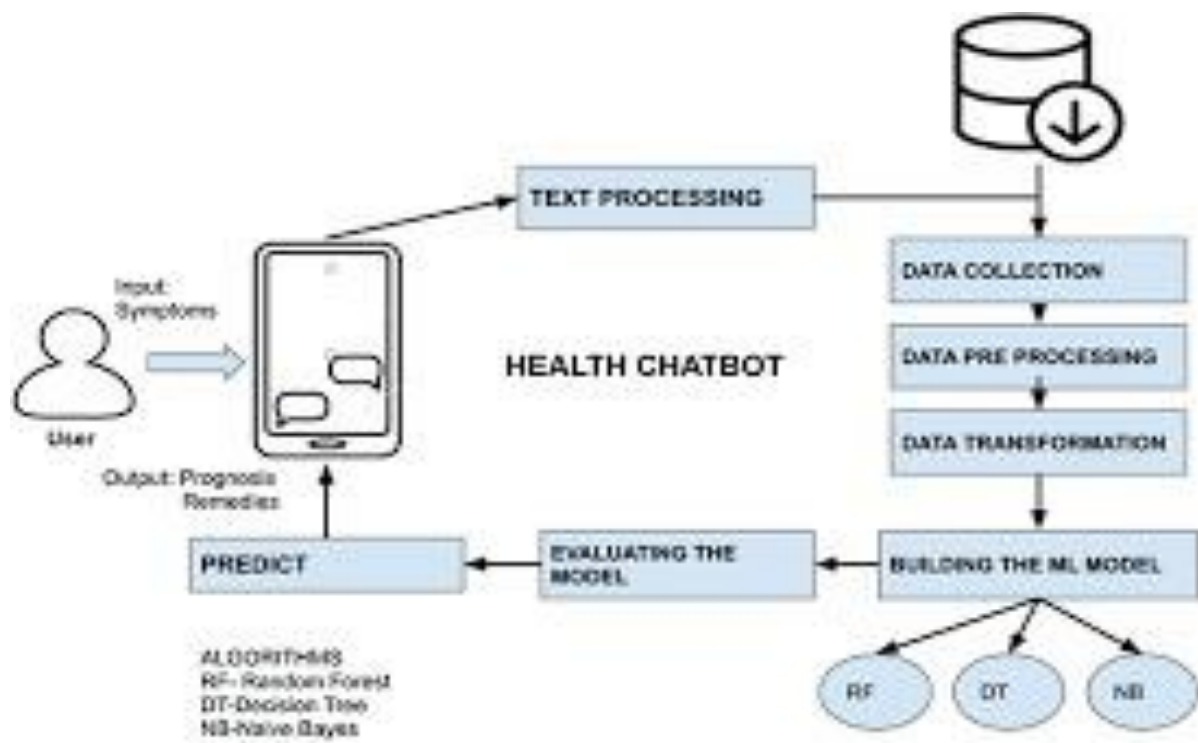 TEXT PROCESSING
DATA COLLECTION
Input:
Symptoms
DATA PRE PROCESSING
HEALTH CHATBOT
User
DATA TRANSFORMATION
Output: Prognosis
Remedies
PREDICT
EVALUATING THE
MODEL
BUILDING THE ML MODEL
RF
DT
NB
ALGORITHMS
RF- Random Forest
DT-Decision Tree
NB-Naive Bayes